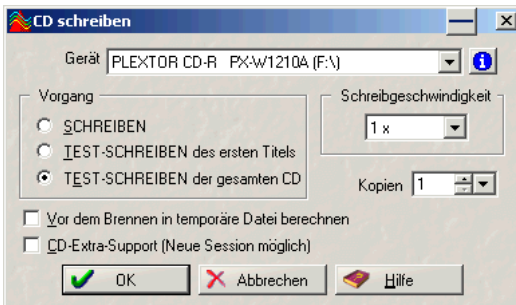 CD schreiben
Gerät PLEXTOR CD-R PX-W1210A (F:\)
Vorgang
SCHREIBEN
TEST-SCHREIBEN des ersten Titels
TEST-SCHREIBEN der gesamten CD
Schreibgeschwindigkeit
1 x
Kopien 1
Vor dem Brennen in temporäre Datei berechnen
CD-Extra-Support (Neue Session möglich)
OK Abbrechen Hilfe